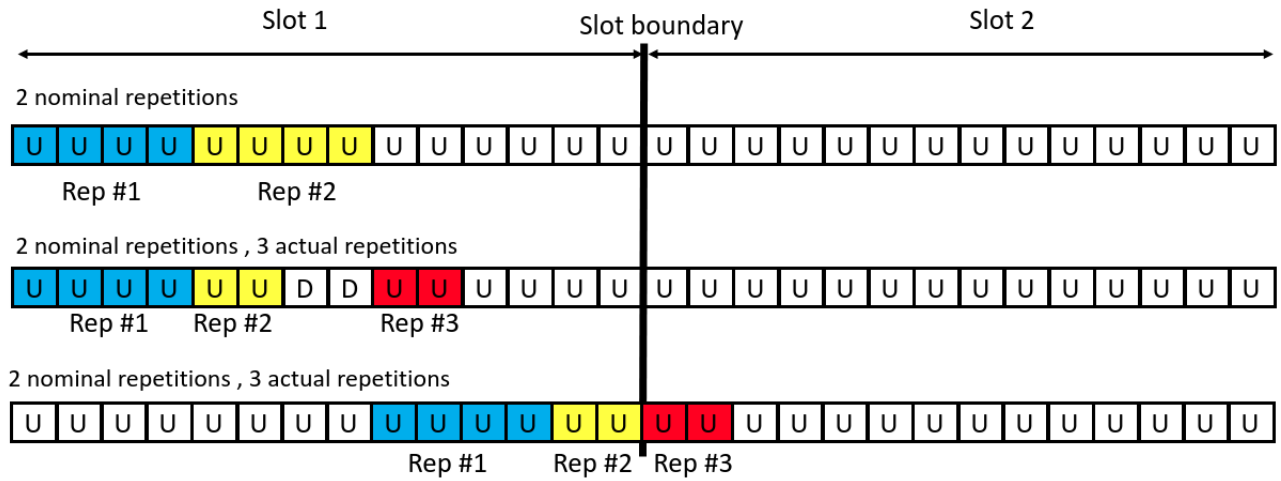 Slot 1 Slot boundary Slot 2
2 nominal repetitions
U U U U U U U U U U U U U U U U U U U U U U U U U U U U
Rep #1 Rep #2
2 nominal repetitions , 3 actual repetitions
U U U U U U D D U U U U U U U U U U U U U U U U U U U U
Rep #1 Rep #2 Rep #3
2 nominal repetitions , 3 actual repetitions
U U U U U U U U U U U U U U U U U U U U U U U U U U U U
Rep #1 Rep #2 Rep #3